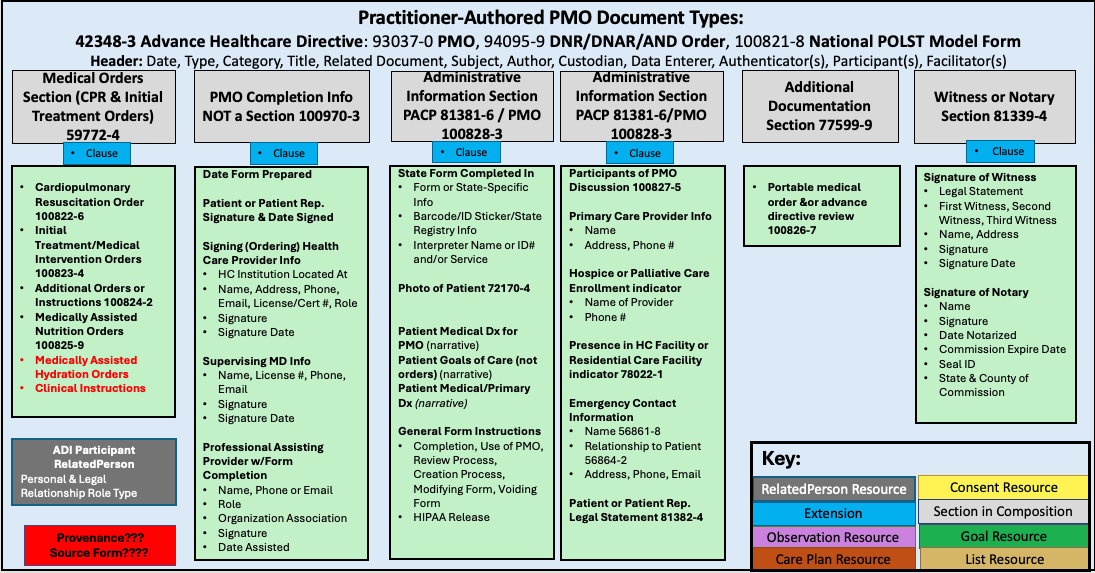 Practitioner-Authored PMO Document Types:
42348-3 Advance Healthcare Directive: 93037-0 PMO, 94095-9 DNR/DNAR/AND Order, 100821-8 National POLST Model Form
Header: Date, Type, Category, Title, Related Document, Subject, Author, Custodian, Data Enterer, Authenticator(s), Participant(s), Facilitator(s)
Medical Orders
Section (CPR & Initial
Treatment Orders)
59772-4
• Clause
• Cardiopulmonary
Resuscitation Order
100822-6
• Initial
Treatment/Medical
Intervention Orders
100823-4
• Additional Orders or
Instructions 100824-2
• Medically Assisted
Nutrition Orders
100825-9
• Medically Assisted
Hydration Orders
• Clinical Instructions
ADI Participant
RelatedPerson
Personal & Legal
Relationship Role Type
Provenance???
Source Form????
PMO Completion Info
NOT a Section 100970-3
• Clause
Date Form Prepared
Patient or Patient Rep.
Signature & Date Signed
Signing (Ordering) Health
Care Provider Info
• HC Institution Located At
• Name, Address, Phone,
Email, License/Cert #, Role
• Signature
• Signature Date
Supervising MD Info
• Name, License #, Phone,
Email
• Signature
• Signature Date
Professional Assisting
Provider w/Form
Completion
• Name, Phone or Email
• Role
• Organization Association
• Signature
• Date Assisted
Administrative
Information Section
PACP 81381-6 / PMO
100828-3
• Clause
State Form Completed In
• Form or State-Specific
Info
• Barcode/ID Sticker/State
Registry Info
• Interpreter Name or ID#
and/or Service
Photo of Patient 72170-4
Patient Medical Dx for
PMO (narrative)
Patient Goals of Care (not
orders) (narrative)
Patient Medical/Primary
Dx (narrative)
General Form Instructions
• Completion, Use of PMO,
Review Process,
Creation Process,
Modifying Form, Voiding
Form
• HIPAA Release
Administrative
Information Section
PACP 81381-6/PMO
100828-3
• Clause
Participants of PMO
Discussion 100827-5
Primary Care Provider Info
• Name
• Address, Phone #
Hospice or Palliative Care
Enrollment indicator
• Name of Provider
• Phone #
Presence in HC Facility or
Residential Care Facility
indicator 78022-1
Emergency Contact
Information
• Name 56861-8
• Relationship to Patient
56864-2
• Address, Phone, Email
Patient or Patient Rep.
Legal Statement 81382-4
Additional
Documentation
Section 77599-9
• Clause
• Portable medical
order &or advance
directive review
100826-7
Witness or Notary
Section 81339-4
• Clause
Signature of Witness
• Legal Statement
• First Witness, Second
Witness, Third Witness
• Name, Address
• Signature
• Signature Date
Signature of Notary
• Name
• Signature
• Date Notarized
• Commission Expire Date
• Seal ID
• State & County of
Commission
Key:
RelatedPerson Resource
Consent Resource
Extension
Section in Composition
Observation Resource
Goal Resource
Care Plan Resource
List Resource